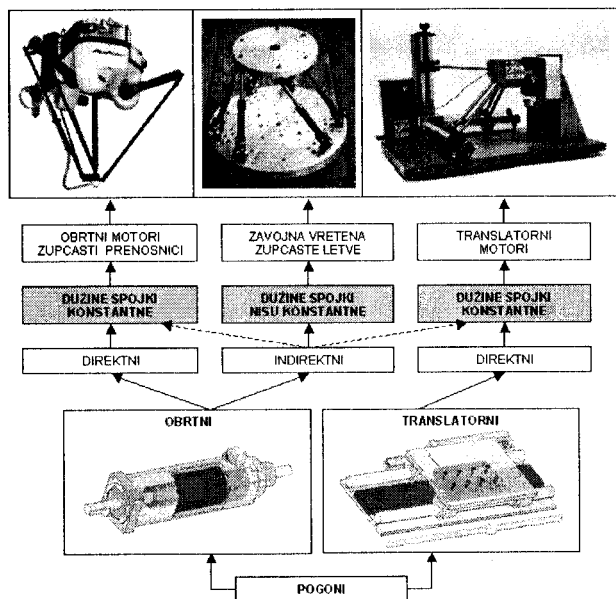 OBRTNI MOTORI
ZUPCASTI PRENOSNICI
ZAVOJNA VRETENA
ZUPCASTE LETVE
TRANSLATORNI
MOTORI
DUŽINE SPOJKI
KONSTANTNE
DUŽINE SPOJKI
NISU KONSTANTNE
DUŽINE SPOJKI
KONSTANTNE
DIREKTNI
INDIREKTNI
DIREKTNI
OBRTNI
TRANSLATORNI
POGONI